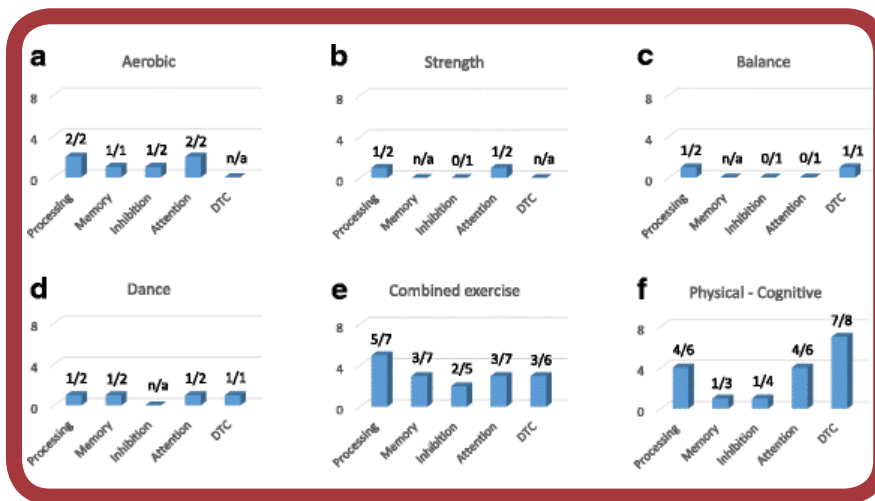 a Aerobic
8
4
0
2/2 1/1 1/2 2/2 n/a
Processing Memory Inhibition Attention DTC
b Strength
8
4
0
1/2 n/a 0/1 1/2 n/a
Processing Memory Inhibition Attention DTC
c Balance
8
4
0
1/2 n/a 0/1 0/1 1/1
Processing Memory Inhibition Attention DTC
d Dance
8
4
0
1/2 1/2 n/a 1/2 1/1
Processing Memory Inhibition Attention DTC
e Combined exercise
8
4
0
5/7 3/7 2/5 3/7 3/6
Processing Memory Inhibition Attention DTC
f Physical - Cognitive
8
4
0
4/6 1/3 1/4 4/6 7/8
Processing Memory Inhibition Attention DTC